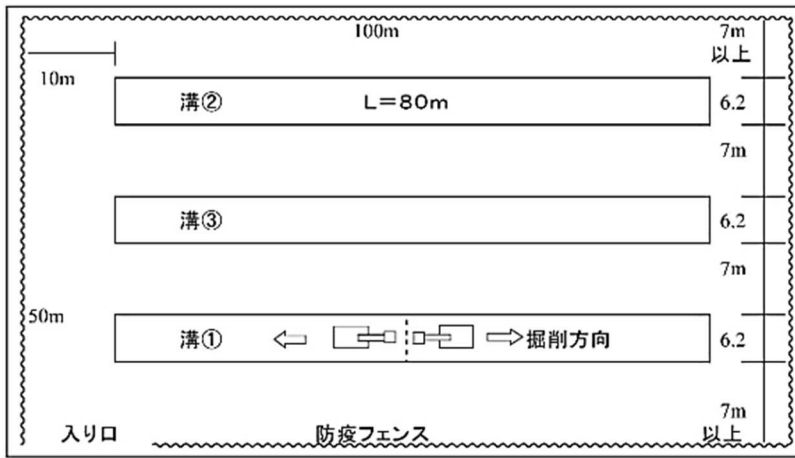 100m
7m
以上
10m
溝②
L=80m
6.2
7m
溝③
6.2
7m
50m
溝①
掘削方向
6.2
7m
以上
入り口
防疫フェンス